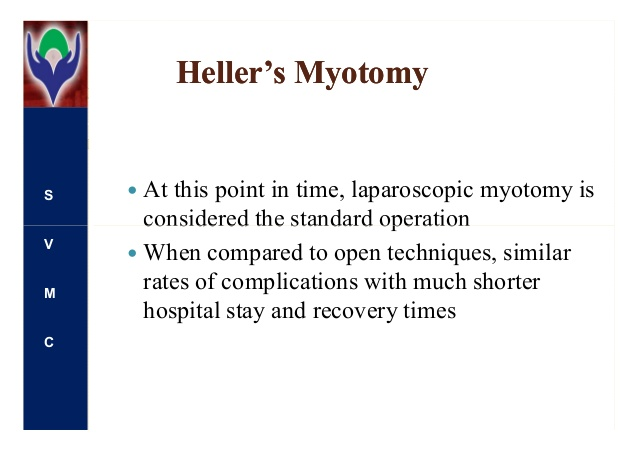 Heller’s Myotomy
S
V
M
C
• At this point in time, laparoscopic myotomy is
considered the standard operation
• When compared to open techniques, similar
rates of complications with much shorter
hospital stay and recovery times